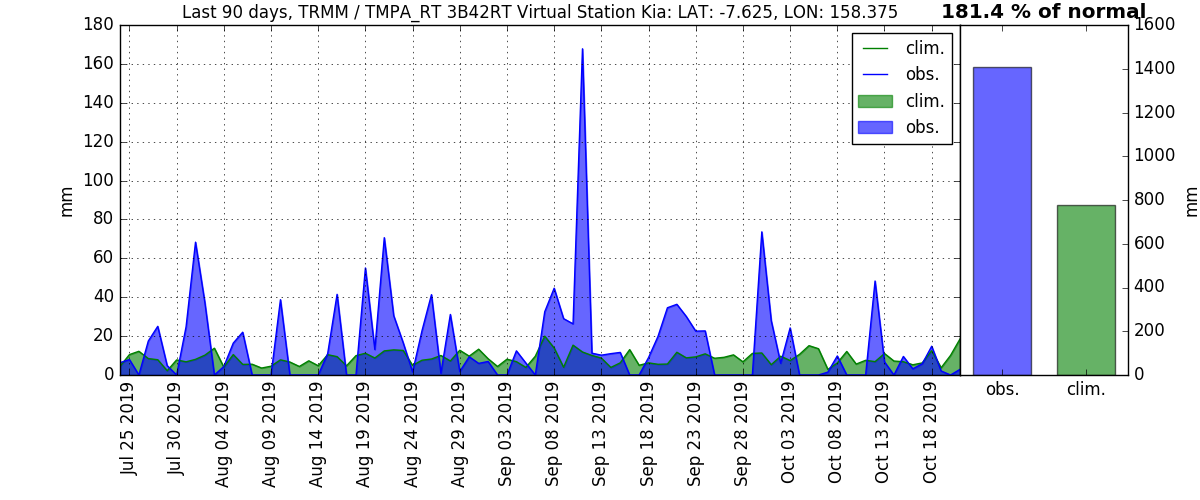 Last 90 days, TRMM / TMPA_RT 3B42RT Virtual Station Kia: LAT: -7.625, LON: 158.375
181.4 % of normal
180
160
140
120
100
80
60
40
20
0
mm
clim.
obs.
clim.
obs.
Jul 25 2019
Jul 30 2019
Aug 04 2019
Aug 09 2019
Aug 14 2019
Aug 19 2019
Aug 24 2019
Aug 29 2019
Sep 03 2019
Sep 08 2019
Sep 13 2019
Sep 18 2019
Sep 23 2019
Sep 28 2019
Oct 03 2019
Oct 08 2019
Oct 13 2019
Oct 18 2019
1600
1400
1200
1000
800
600
400
200
0
mm
obs.
clim.